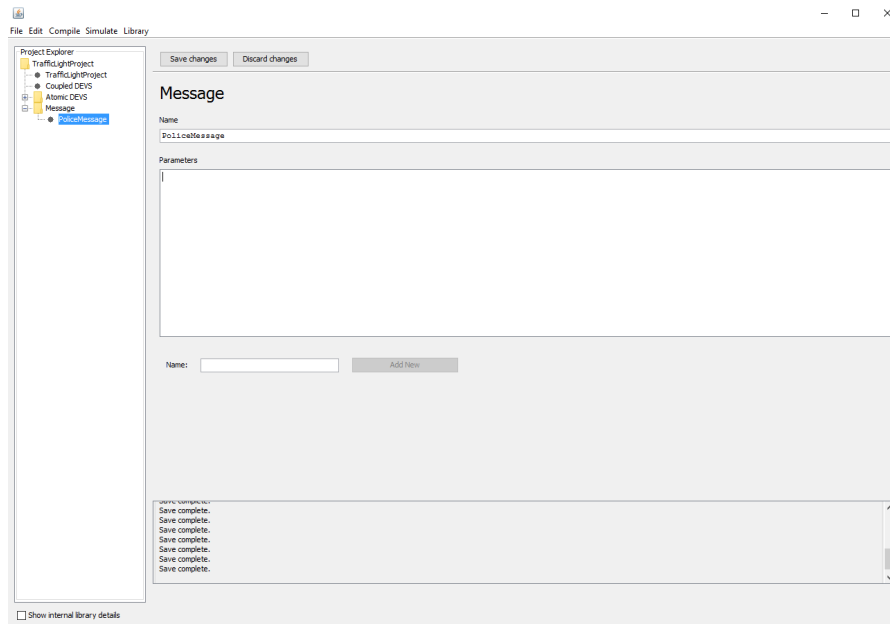 File Edit Compile Simulate Library
Project Explorer
TrafficLightProject
TrafficLightProject
Coupled DEVS
Atomic DEVS
Message
PoliceMessage
Save changes Discard changes
Message
Name
PoliceMessage
Parameters
Name: Add New
Save complete.
Save complete.
Save complete.
Save complete.
Save complete.
Save complete.
Save complete.
Save complete.
Show internal library details